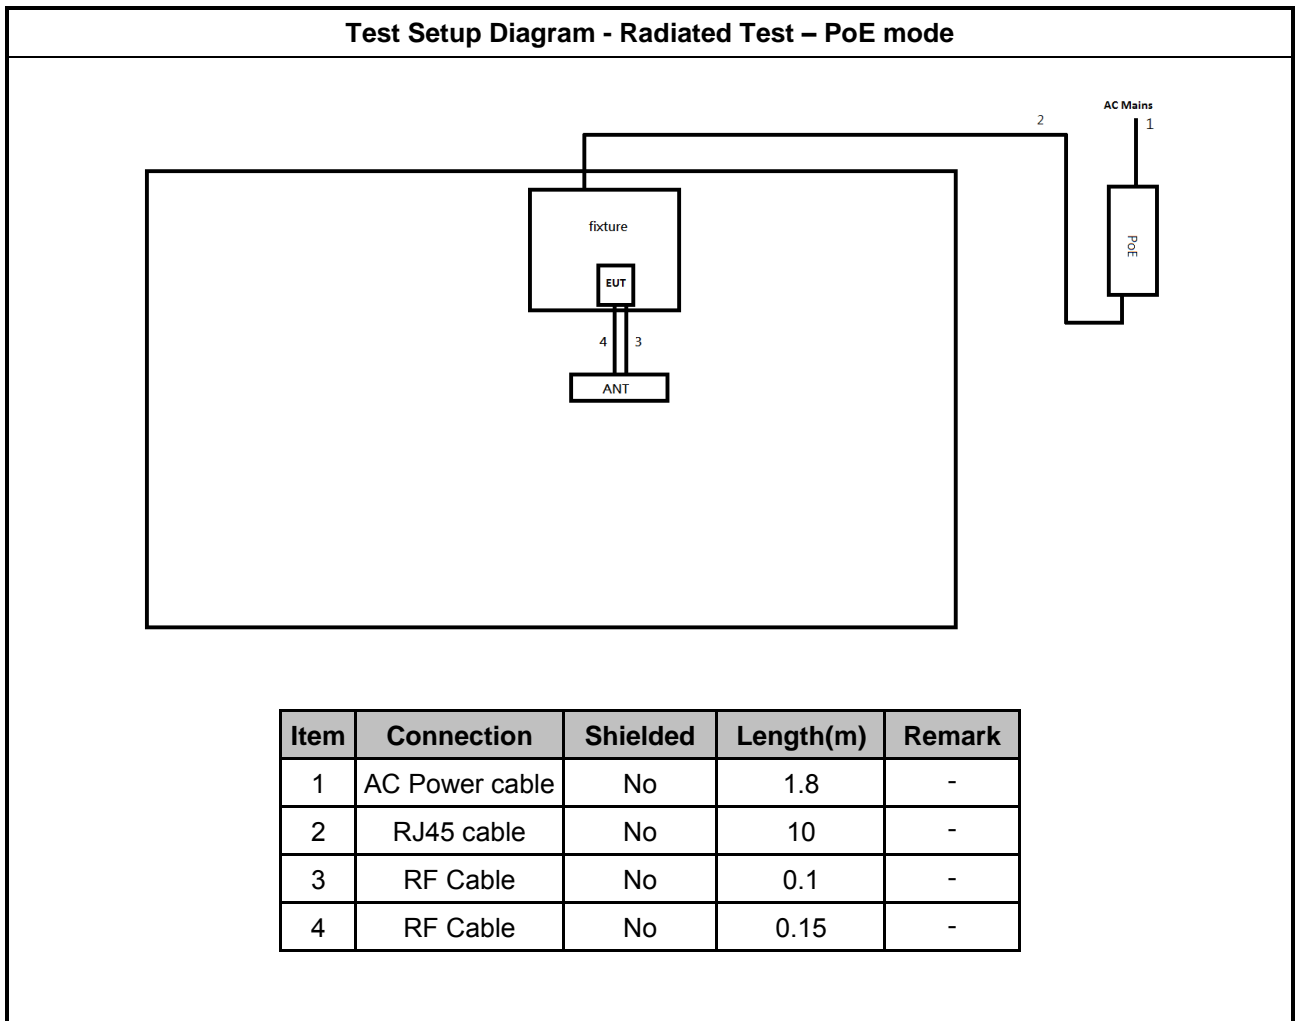 Test Setup Diagram - Radiated Test – PoE mode
AC Mains
2
1
fixture
PoE
EUT
4
3
ANT
Item Connection Shielded Length(m) Remark
1 AC Power cable No 1.8 -
2 RJ45 cable No 10 -
3 RF Cable No 0.1 -
4 RF Cable No 0.15 -